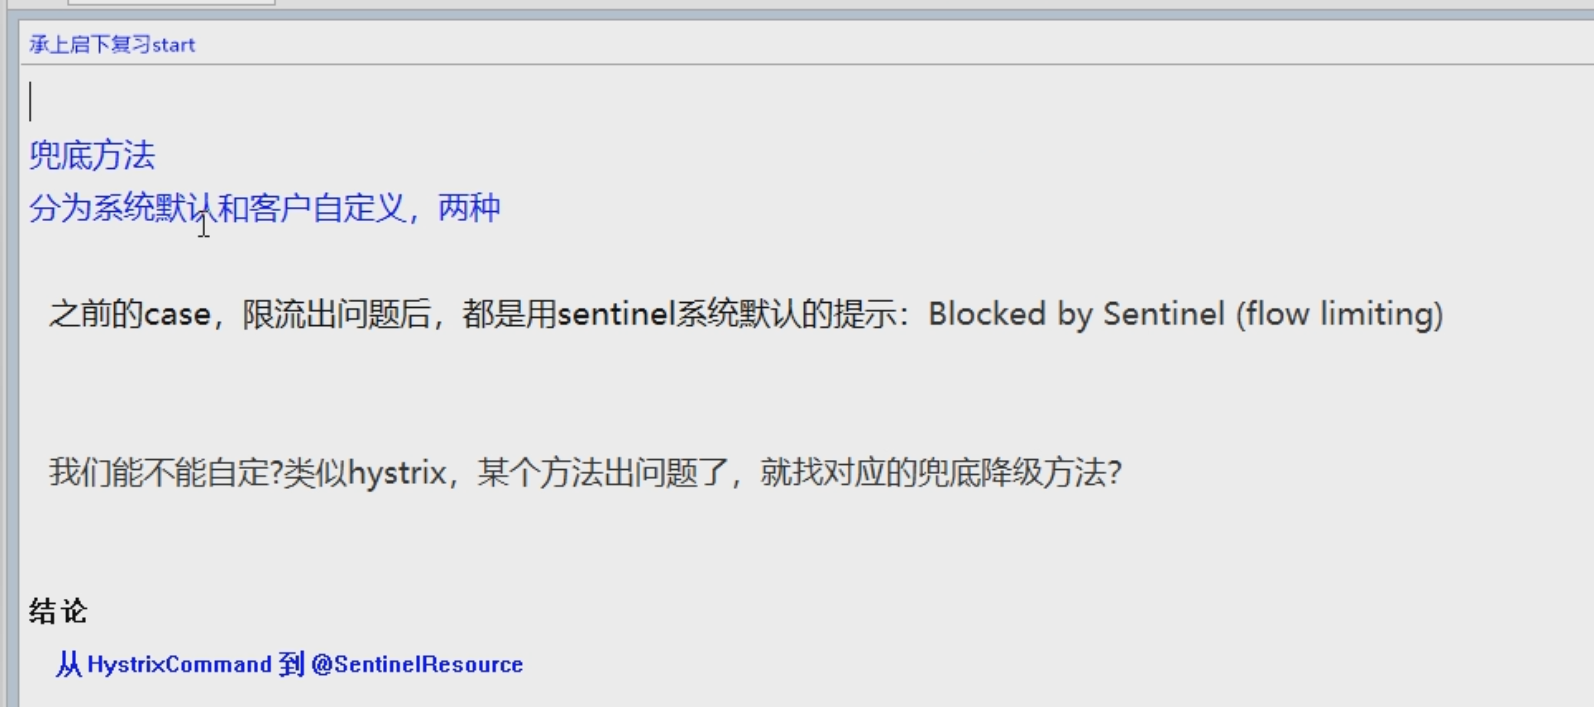 承上启下复习start
兜底方法
分为系统默认和客户自定义，两种
之前的case，限流出问题后，都是用sentinel系统默认的提示：Blocked by Sentinel (flow limiting)
我们能不能自定?类似hystrix，某个方法出问题了，就找对应的兜底降级方法?
结论
从 HystrixCommand 到 @SentinelResource